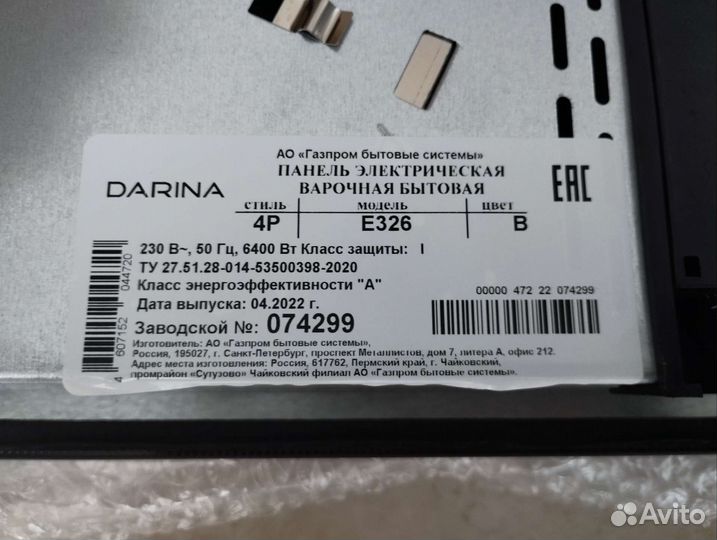 АО «Газпром бытовые системы»
ПАНЕЛЬ ЭЛЕКТРИЧЕСКАЯ
ВАРОЧНАЯ БЫТОВАЯ
DARINA
EAC
стиль модель цвет
4P E326 B
230 В~, 50 Гц, 6400 Вт Класс защиты: I
ТУ 27.51.28-014-53500398-2020
Класс энергоэффективности "А"
Дата выпуска: 04.2022 г.
Заводской №: 074299
00000 472 22 074299
4 607152 044720
Изготовитель: АО «Газпром бытовые системы»,
Россия, 195027, г. Санкт-Петербург, проспект Металлистов, дом 7, литера А, офис 212.
Адрес места изготовления: Россия, 617762, Пермский край, г. Чайковский,
промрайон «Сутузово» Чайковский филиал АО «Газпром бытовые системы».
Avito